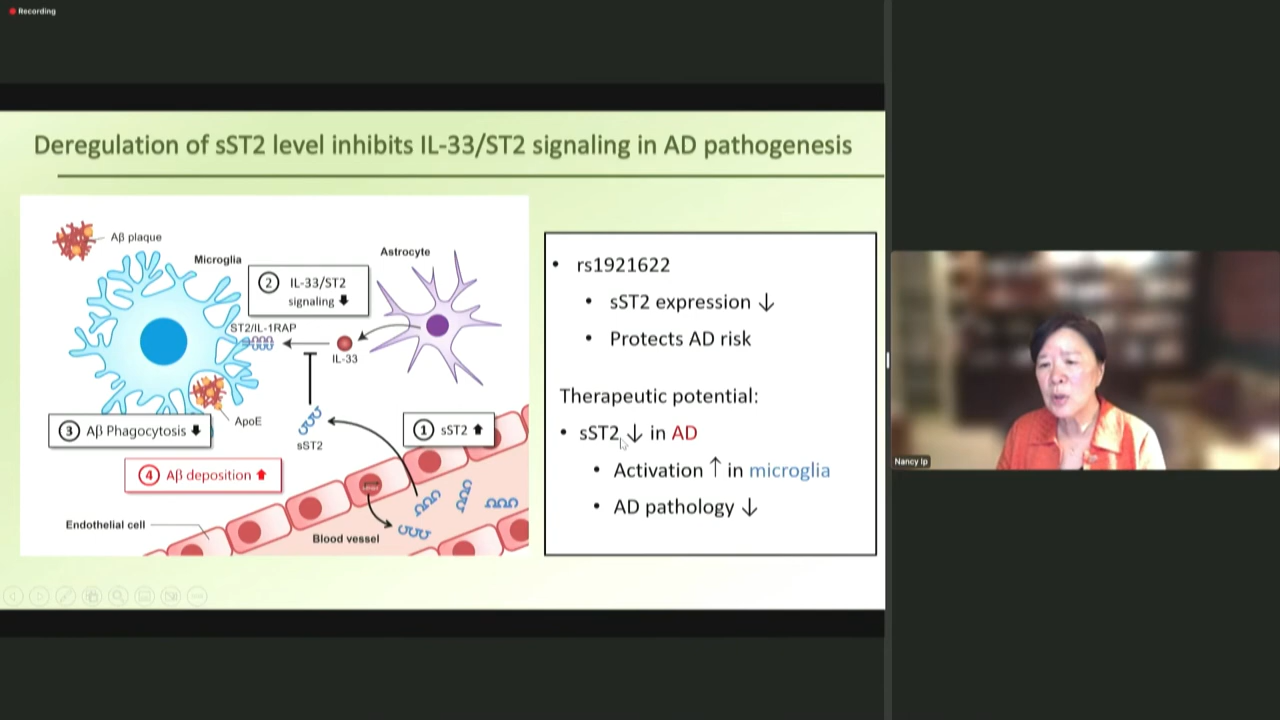 Recording
Deregulation of sST2 level inhibits IL-33/ST2 signaling in AD pathogenesis
Aβ plaque
Microglia
Astrocyte
② IL-33/ST2
signaling ⬇
ST2/IL-1RAP
IL-33
ApoE
sST2
① sST2 ⬆
③ Aβ Phagocytosis ⬇
④ Aβ deposition ⬆
Endothelial cell
Blood vessel
• rs1921622
• sST2 expression ↓
• Protects AD risk
Therapeutic potential:
• sST2 ↓ in AD
• Activation ↑ in microglia
• AD pathology ↓
Nancy Ip